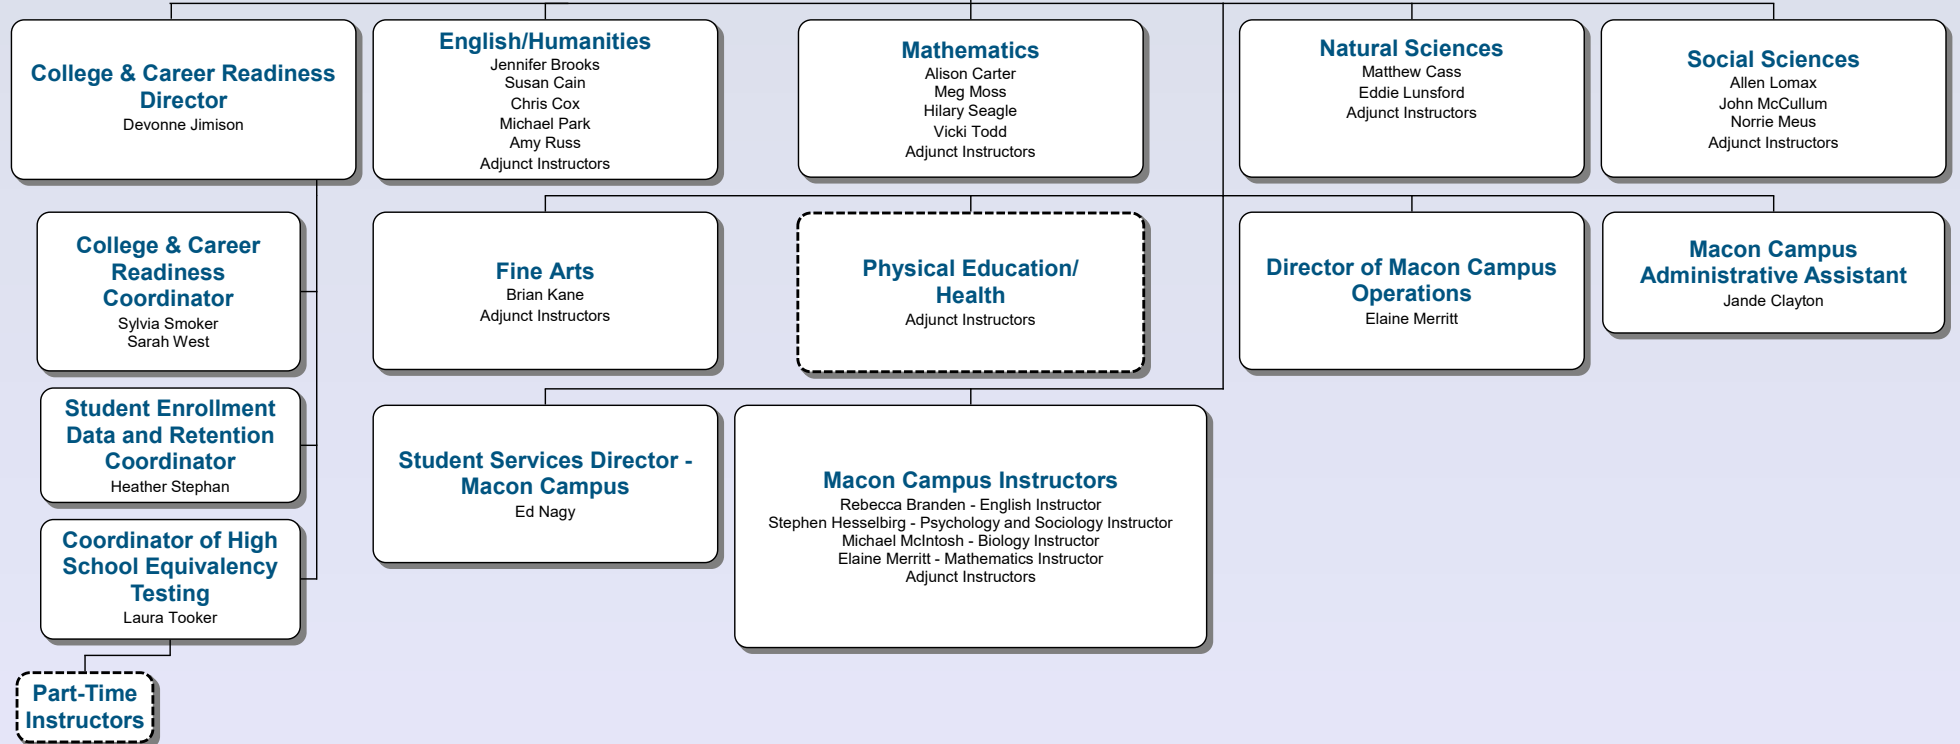 College & Career Readiness
Director
Devonne Jimison
English/Humanities
Jennifer Brooks
Susan Cain
Chris Cox
Michael Park
Amy Russ
Adjunct Instructors
Mathematics
Alison Carter
Meg Moss
Hilary Seagle
Vicki Todd
Adjunct Instructors
Natural Sciences
Matthew Cass
Eddie Lunsford
Adjunct Instructors
Social Sciences
Allen Lomax
John McCullum
Norrie Meus
Adjunct Instructors
College & Career
Readiness
Coordinator
Sylvia Smoker
Sarah West
Fine Arts
Brian Kane
Adjunct Instructors
Physical Education/
Health
Adjunct Instructors
Director of Macon Campus
Operations
Elaine Merritt
Macon Campus
Administrative Assistant
Jande Clayton
Student Enrollment
Data and Retention
Coordinator
Heather Stephan
Student Services Director -
Macon Campus
Ed Nagy
Macon Campus Instructors
Rebecca Branden - English Instructor
Stephen Hesselbirg - Psychology and Sociology Instructor
Michael McIntosh - Biology Instructor
Elaine Merritt - Mathematics Instructor
Adjunct Instructors
Coordinator of High
School Equivalency
Testing
Laura Tooker
Part-Time
Instructors